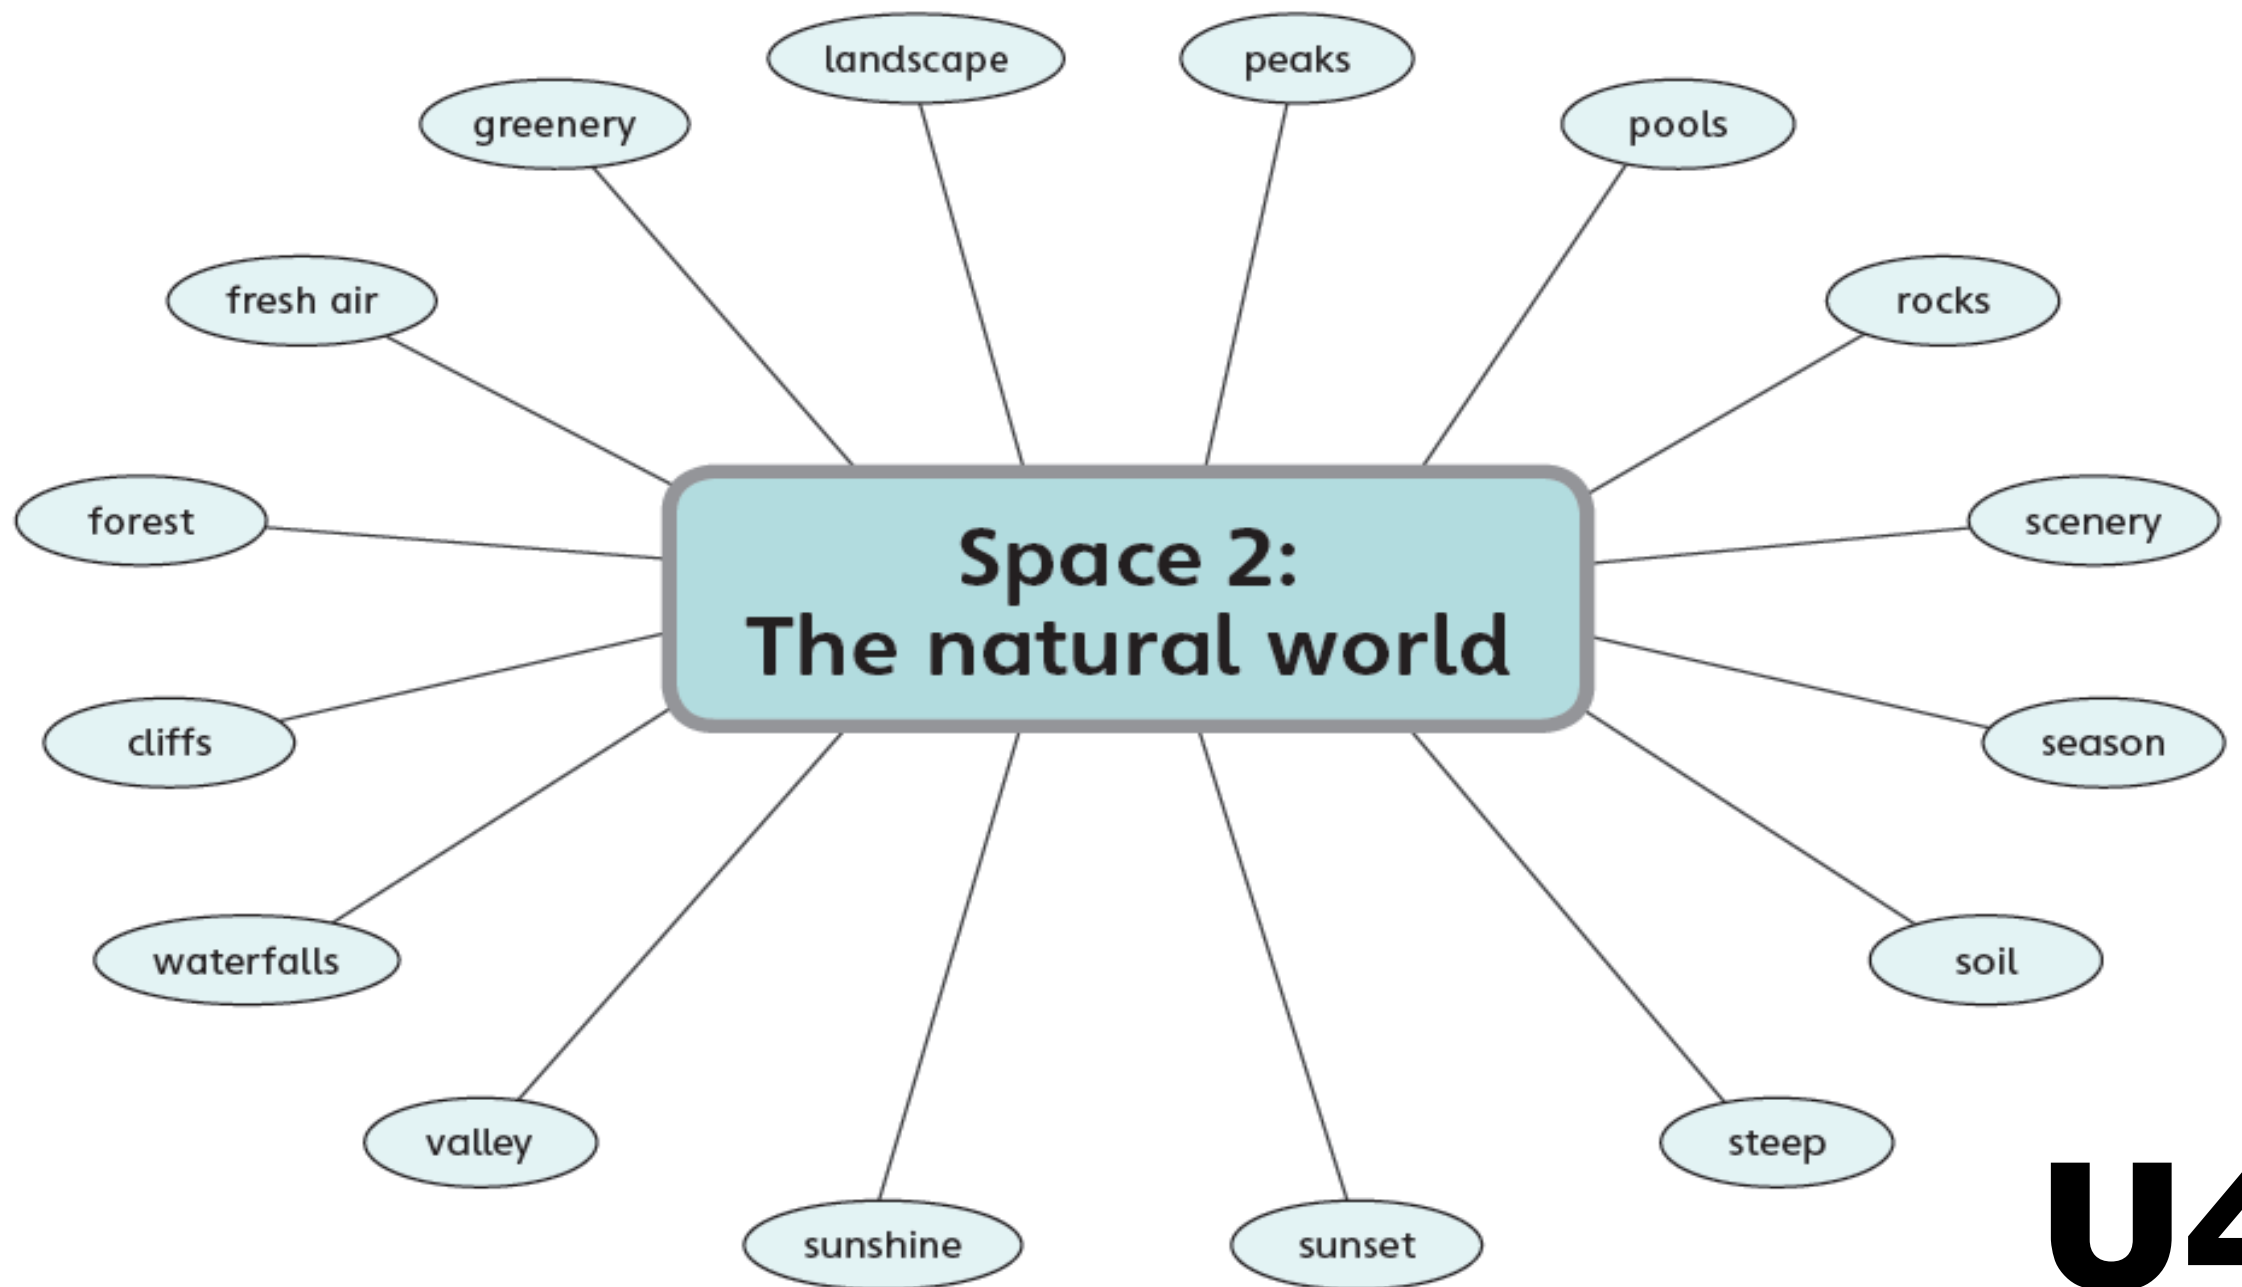 landscape
peaks
greenery
pools
fresh air
rocks
forest
scenery
Space 2:
The natural world
cliffs
season
waterfalls
soil
valley
steep
sunshine
sunset
U4